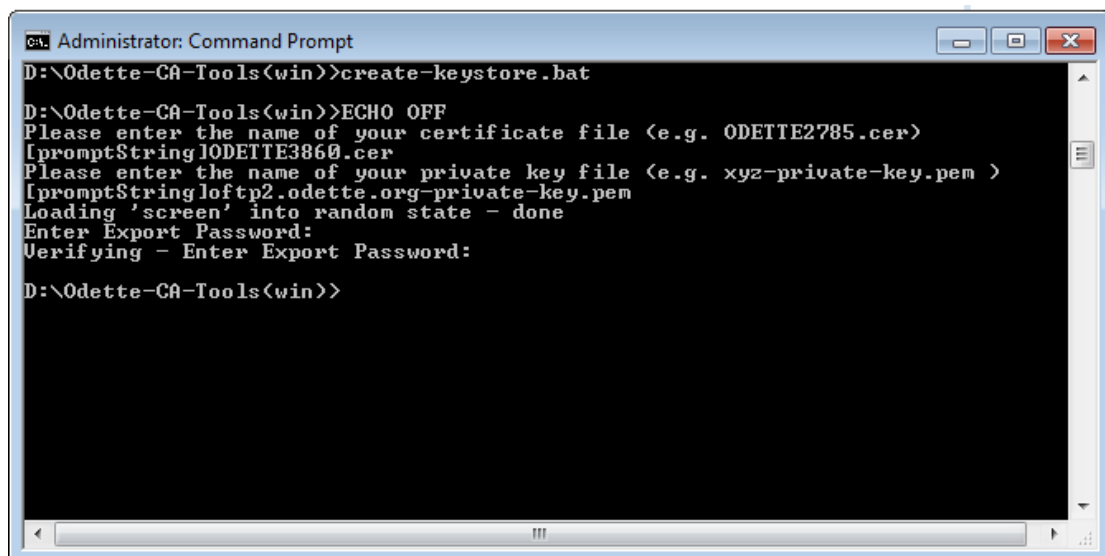 Administrator: Command Prompt
D:\Odette-CA-Tools(win)>create-keystore.bat
D:\Odette-CA-Tools(win)>ECHO OFF
Please enter the name of your certificate file (e.g. ODETTE2785.cer)
[promptString]ODETTE3860.cer
Please enter the name of your private key file (e.g. xyz-private-key.pem )
[promptString]oftp2.odette.org-private-key.pem
Loading 'screen' into random state - done
Enter Export Password:
Verifying - Enter Export Password:
D:\Odette-CA-Tools(win)>